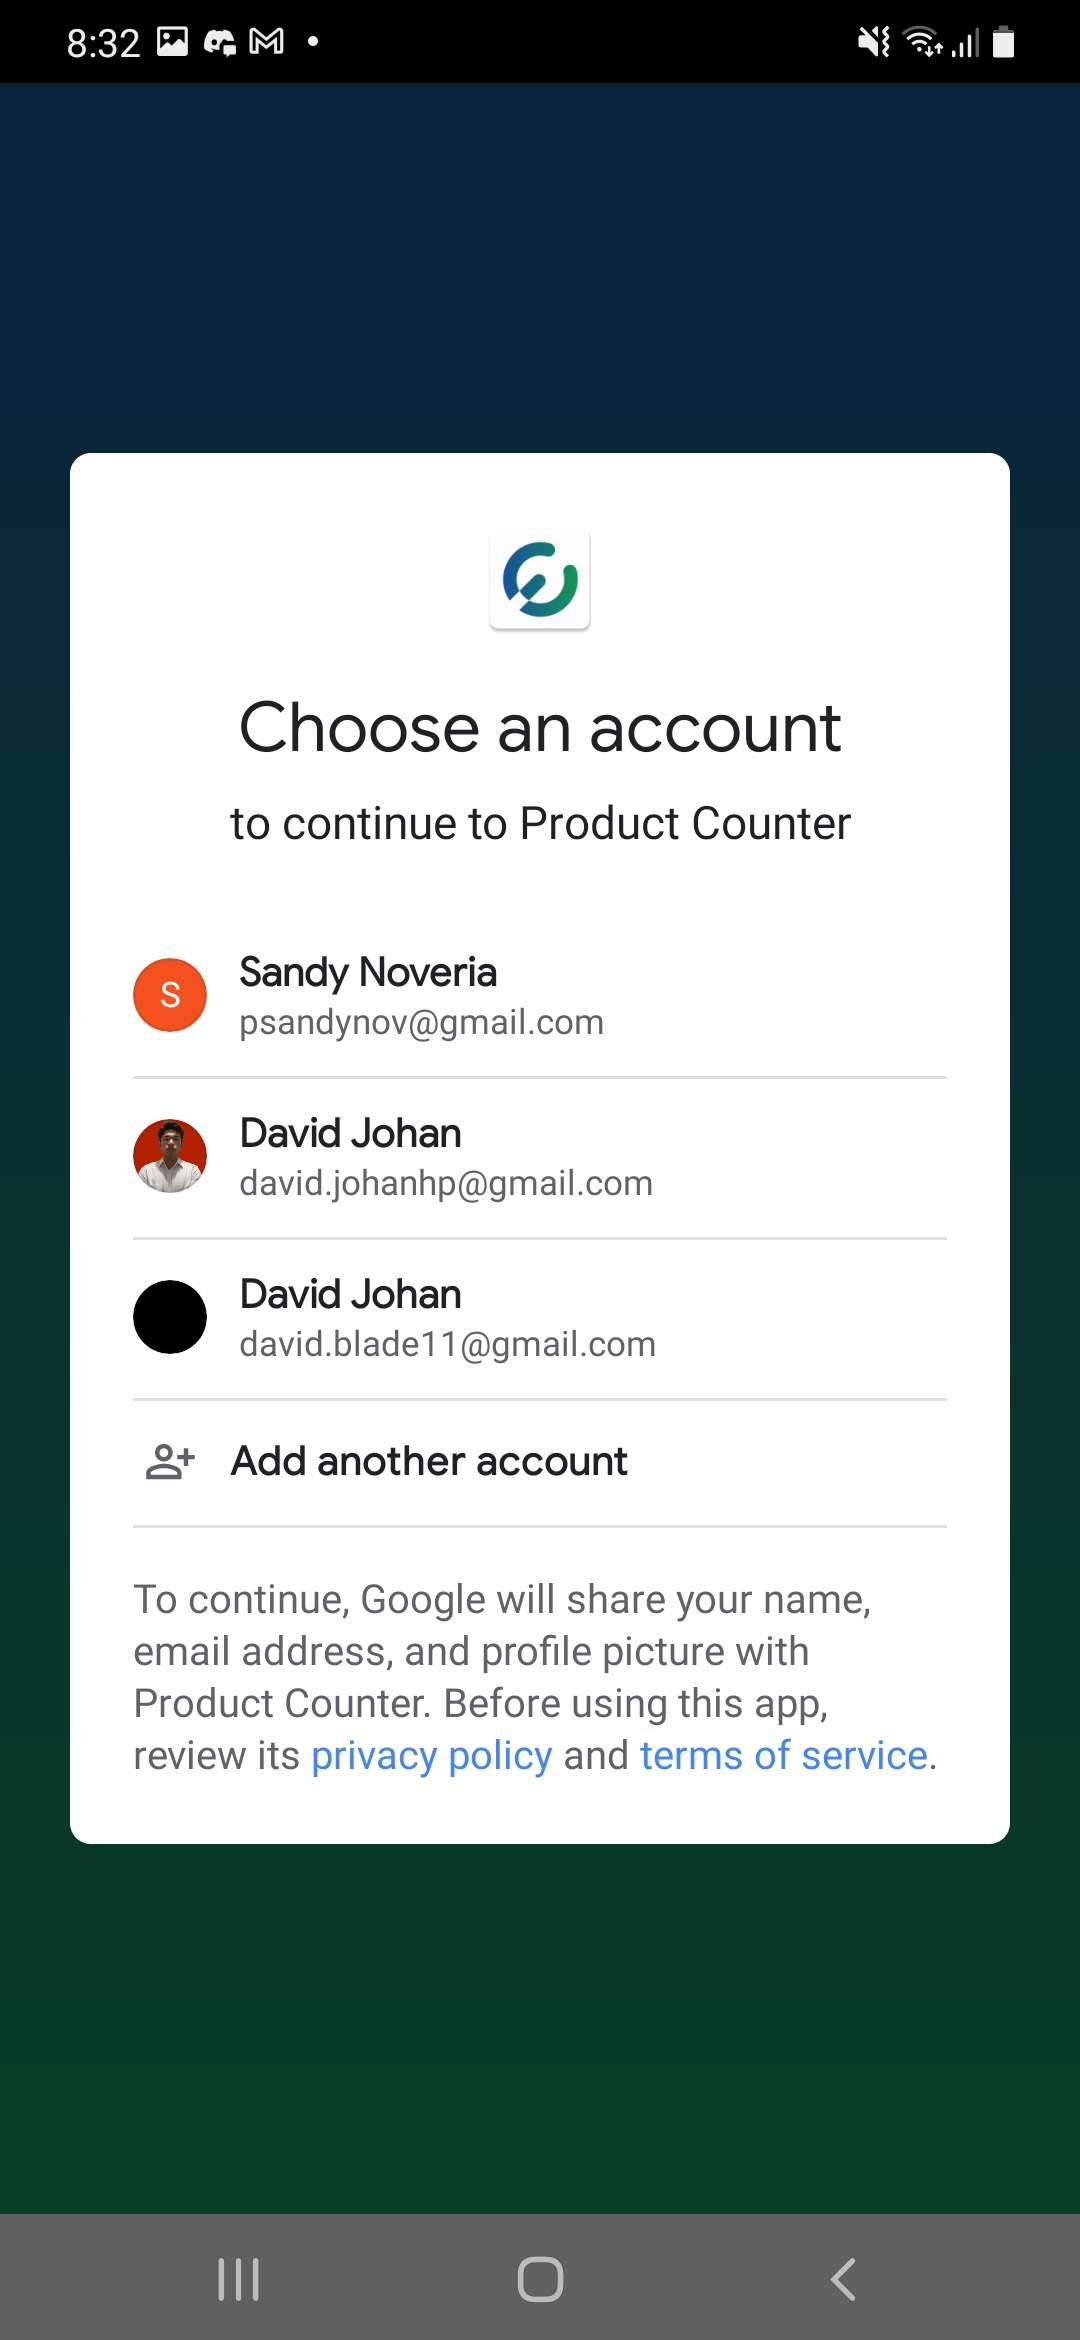 8:32
Choose an account
to continue to Product Counter
S
Sandy Noveria
psandynov@gmail.com
David Johan
david.johanhp@gmail.com
David Johan
david.blade11@gmail.com
Add another account
To continue, Google will share your name,
email address, and profile picture with
Product Counter. Before using this app,
review its privacy policy and terms of service.